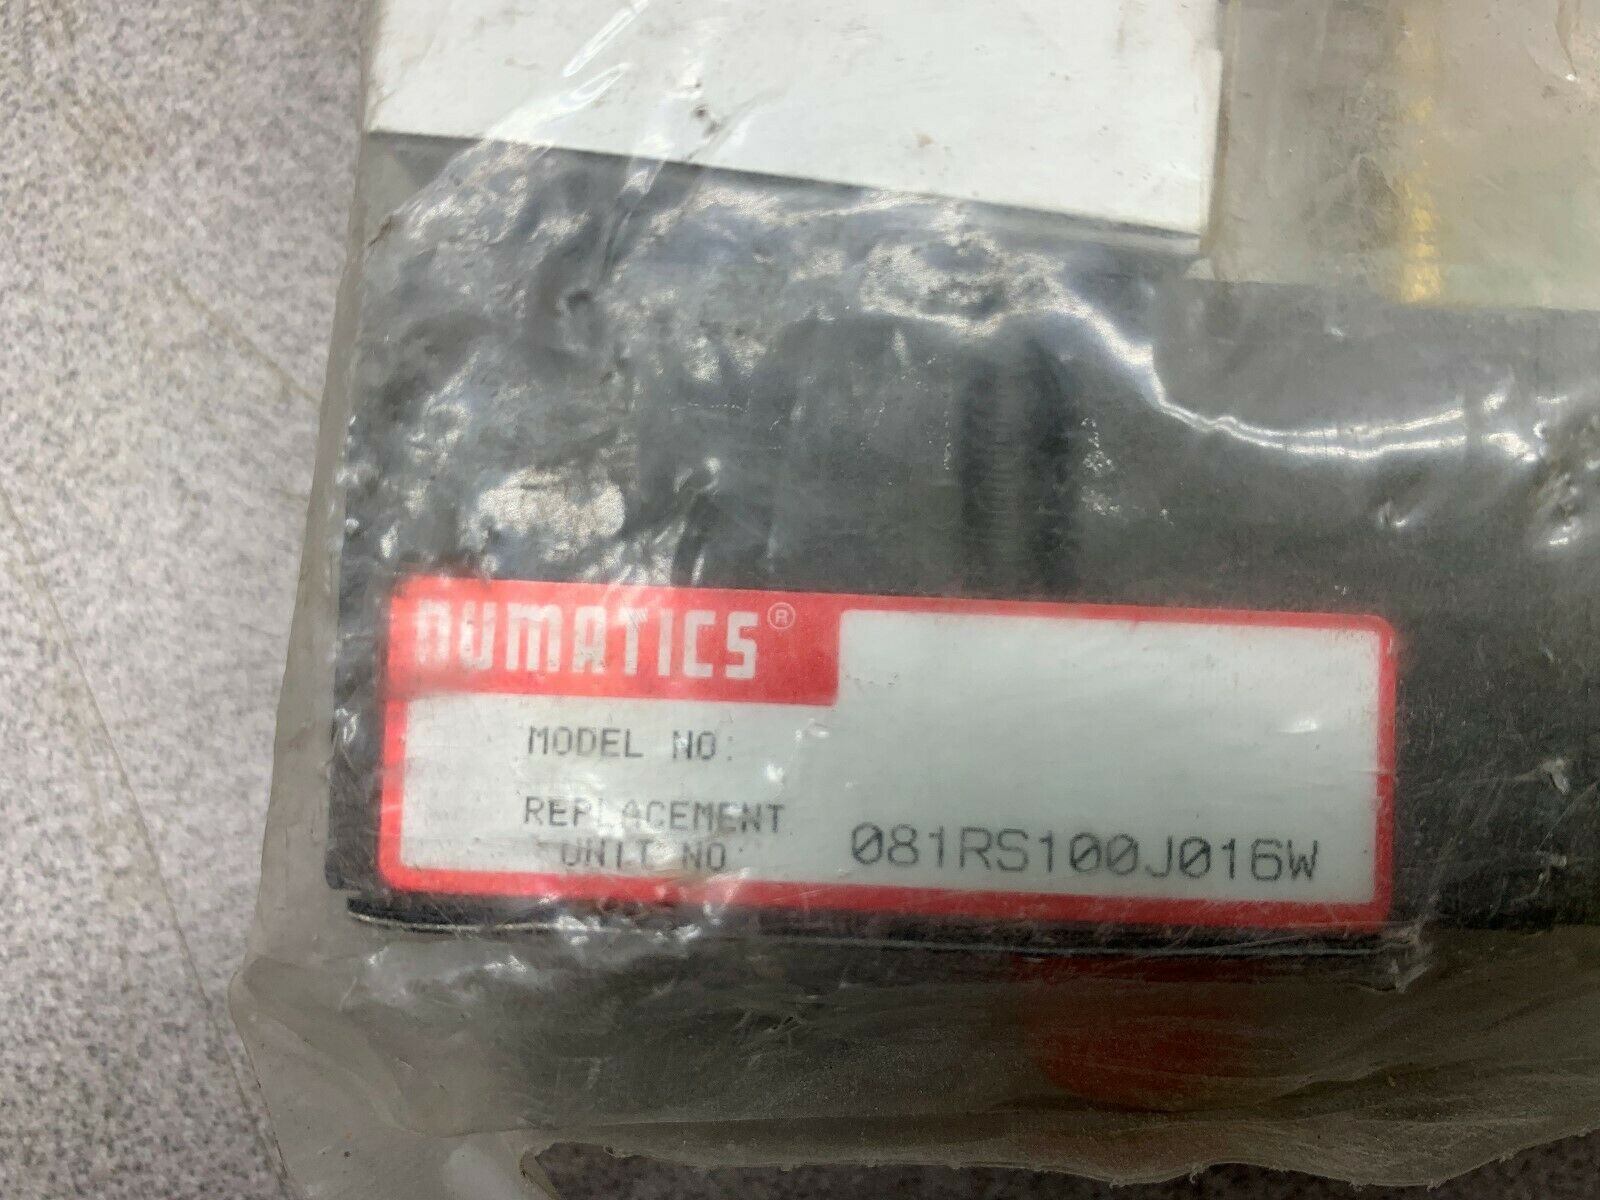 NUMATICS®
MODEL NO:
REPLACEMENT
UNIT NO 081RS100J016W